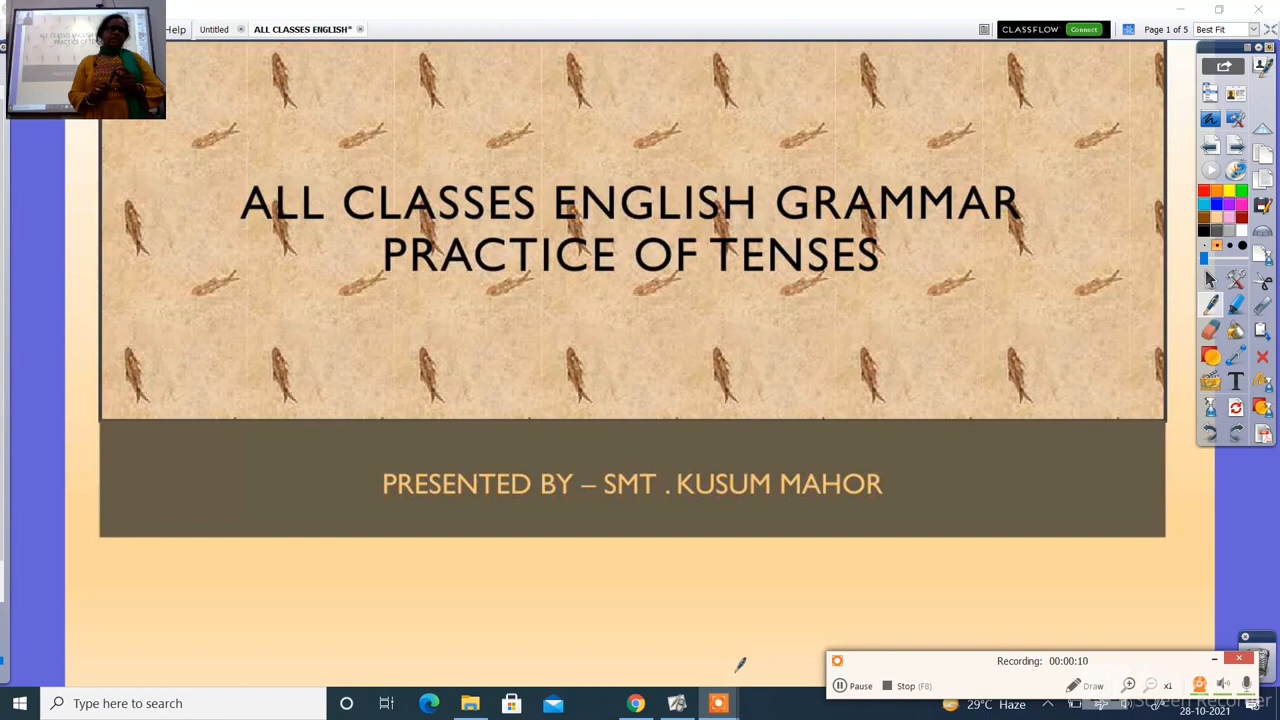 Help
Untitled
ALL CLASSES ENGLISH*
CLASSFLOW
Connect
Page 1 of 5
Best Fit
ALL CLASSES ENGLISH GRAMMAR
PRACTICE OF TENSES
PRESENTED BY – SMT . KUSUM MAHOR
Recording: 00:00:10
Pause
Stop (F8)
Draw
x1
Screen Recorder
Type here to search
29°C Haze
28-10-2021